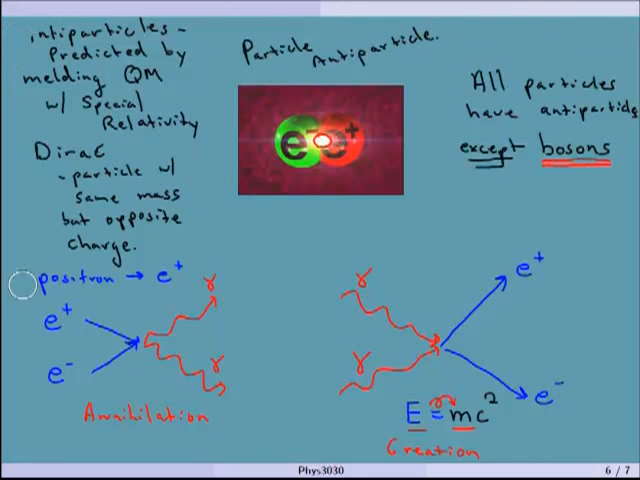 Antiparticles -
Predicted by
melding QM
w/ Special
Relativity
Dirac
- particle w/
same mass
but opposite
charge.
positron → e⁺
Particle Antiparticle.
e⁻ e⁺
All particles
have antiparticles
except bosons
e⁺
e⁻
γ
γ
Annihilation
γ
γ
e⁺
e⁻
E = mc²
Creation
Phys3030
6 / 7